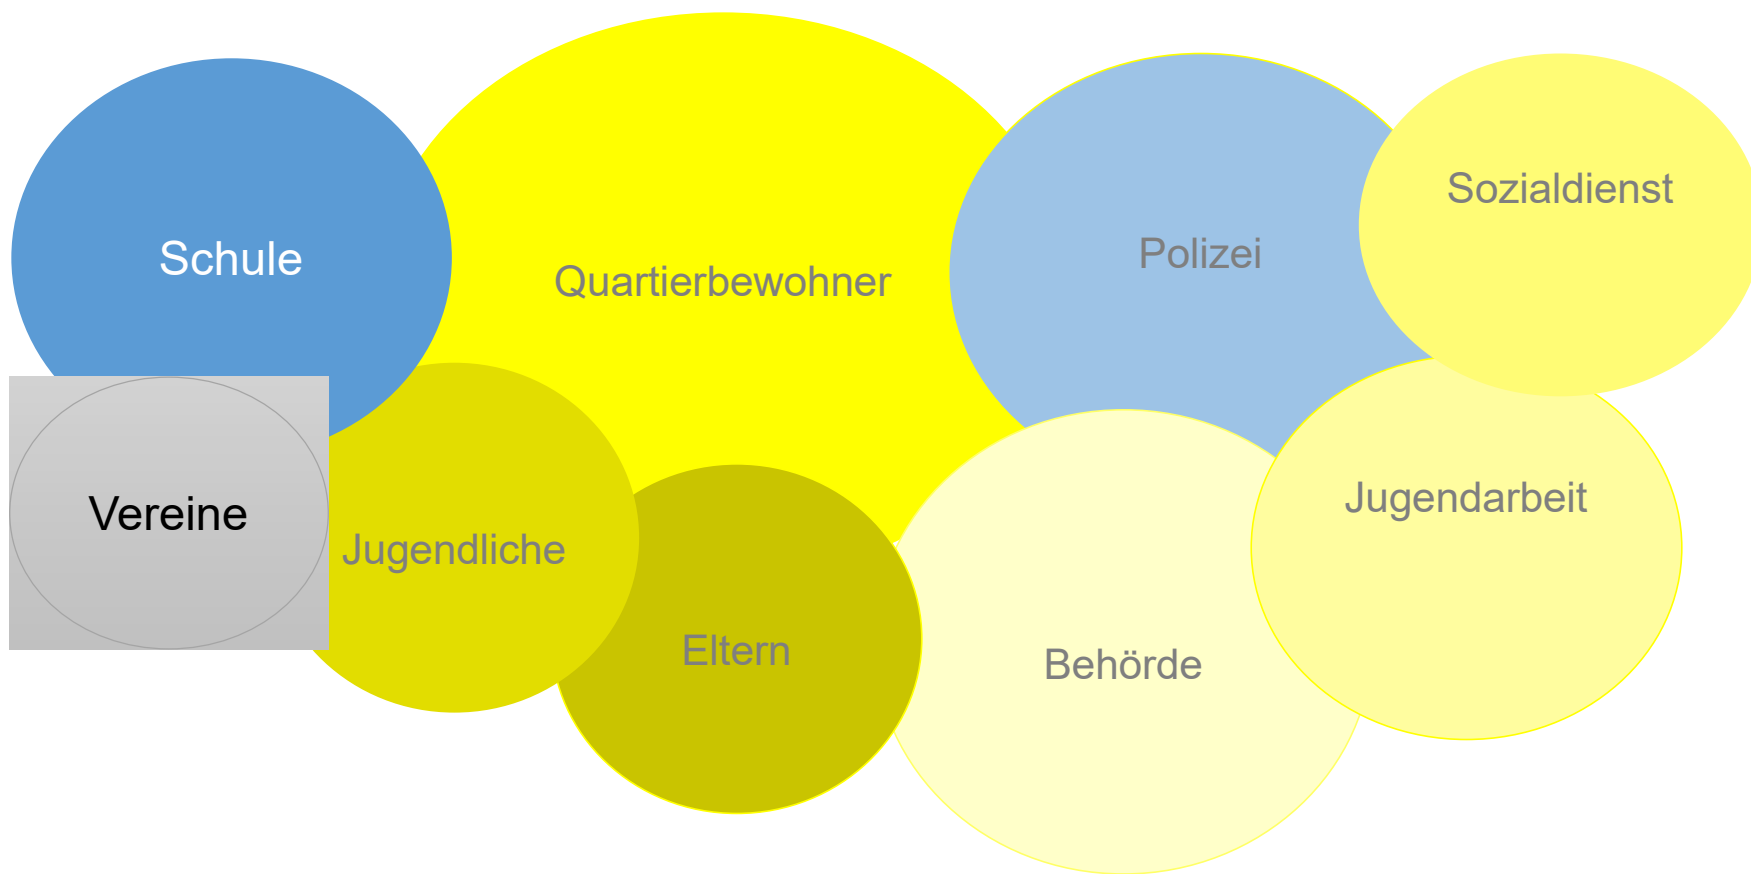 Schule
Quartierbewohner
Polizei
Sozialdienst
Vereine
Jugendliche
Eltern
Behörde
Jugendarbeit